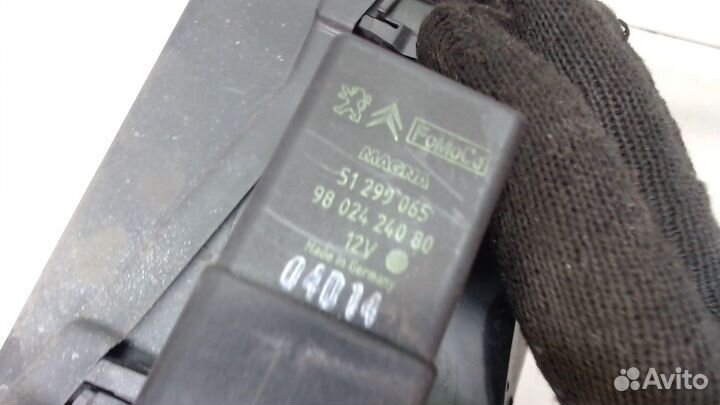 FoMoCo
MAGNA
51 299 065
98 024 240 80
12V
Made in Germany
04014
Avito